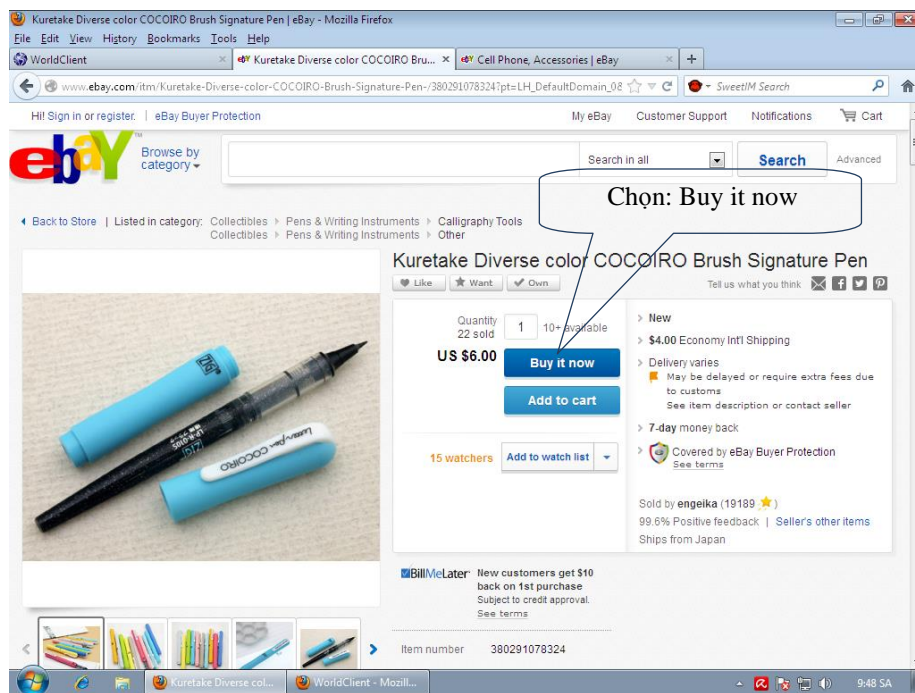 Kuretake Diverse color COCOIRO Brush Signature Pen | eBay - Mozilla Firefox
File Edit View History Bookmarks Tools Help
WorldClient
Kuretake Diverse color COCOIRO Bru...
Cell Phone, Accessories | eBay
www.ebay.com/itm/Kuretake-Diverse-color-COCOIRO-Brush-Signature-Pen-/380291078324?pt=LH_DefaultDomain_08
SweetIM Search
Hi! Sign in or register. | eBay Buyer Protection
My eBay Customer Support Notifications Cart
ebay
Browse by category
Search in all
Search
Advanced
Chọn: Buy it now
Back to Store | Listed in category: Collectibles Pens & Writing Instruments Calligraphy Tools
Collectibles Pens & Writing Instruments Other
Kuretake Diverse color COCOIRO Brush Signature Pen
Like Want Own
Tell us what you think
Quantity 1 10+ available
22 sold
US $6.00
Buy it now
Add to cart
15 watchers
Add to watch list
New
$4.00 Economy Int'l Shipping
Delivery varies
May be delayed or require extra fees due
to customs
See item description or contact seller
7-day money back
Covered by eBay Buyer Protection
See terms
Sold by engeika (19189)
99.6% Positive feedback | Seller's other items
Ships from Japan
ZIG
COCOIRO
BillMeLater
New customers get $10
back on 1st purchase
Subject to credit approval.
See terms
Item number 380291078324
Kuretake Diverse col...
WorldClient - Mozill...
9:48 SA